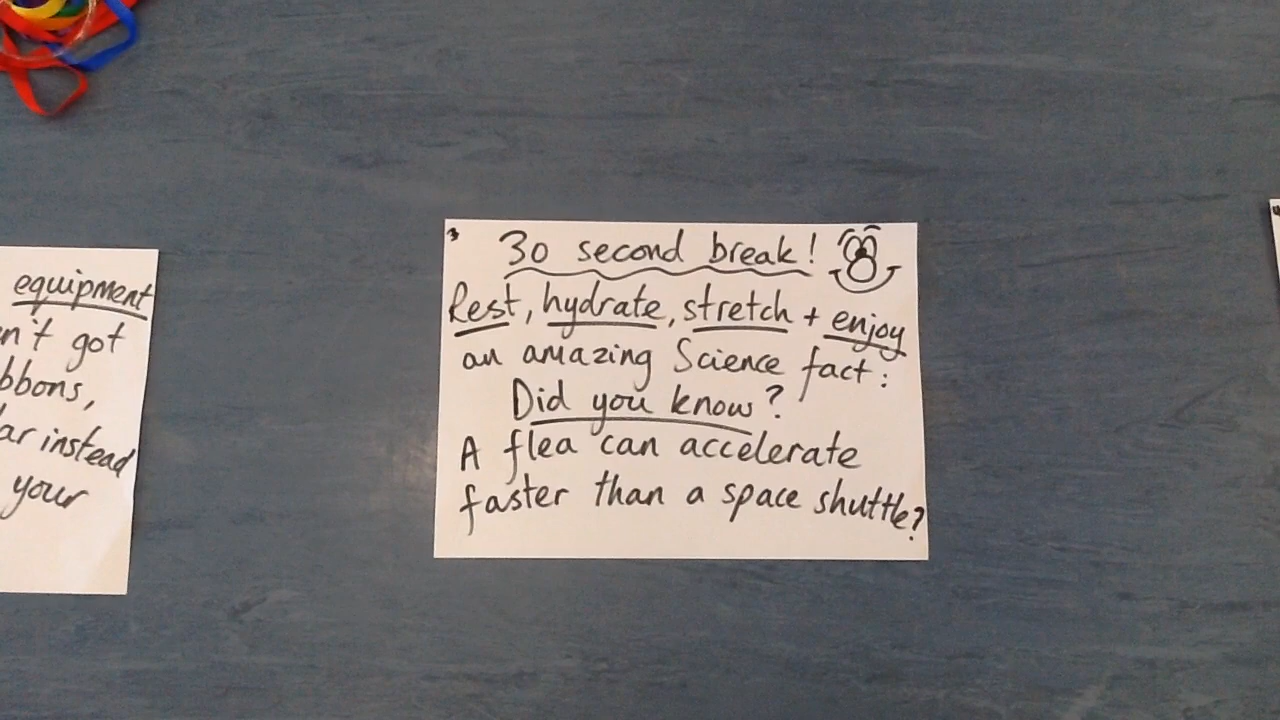 equipment
n't got
bbons,
ar instead
your
3
30 second break!
Rest, hydrate, stretch + enjoy
an amazing Science fact:
Did you know?
A flea can accelerate
faster than a space shuttle?